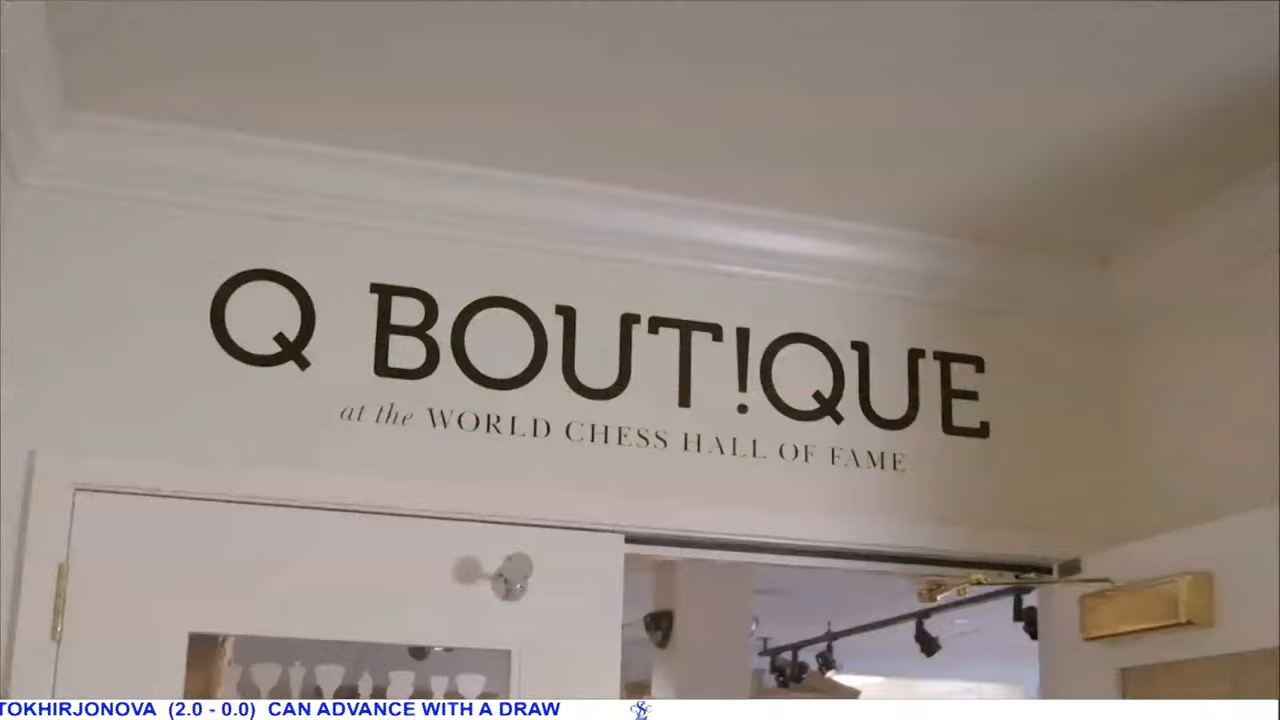 Q BOUT!QUE
at the WORLD CHESS HALL OF FAME
TOKHIRJONOVA (2.0 - 0.0) CAN ADVANCE WITH A DRAW